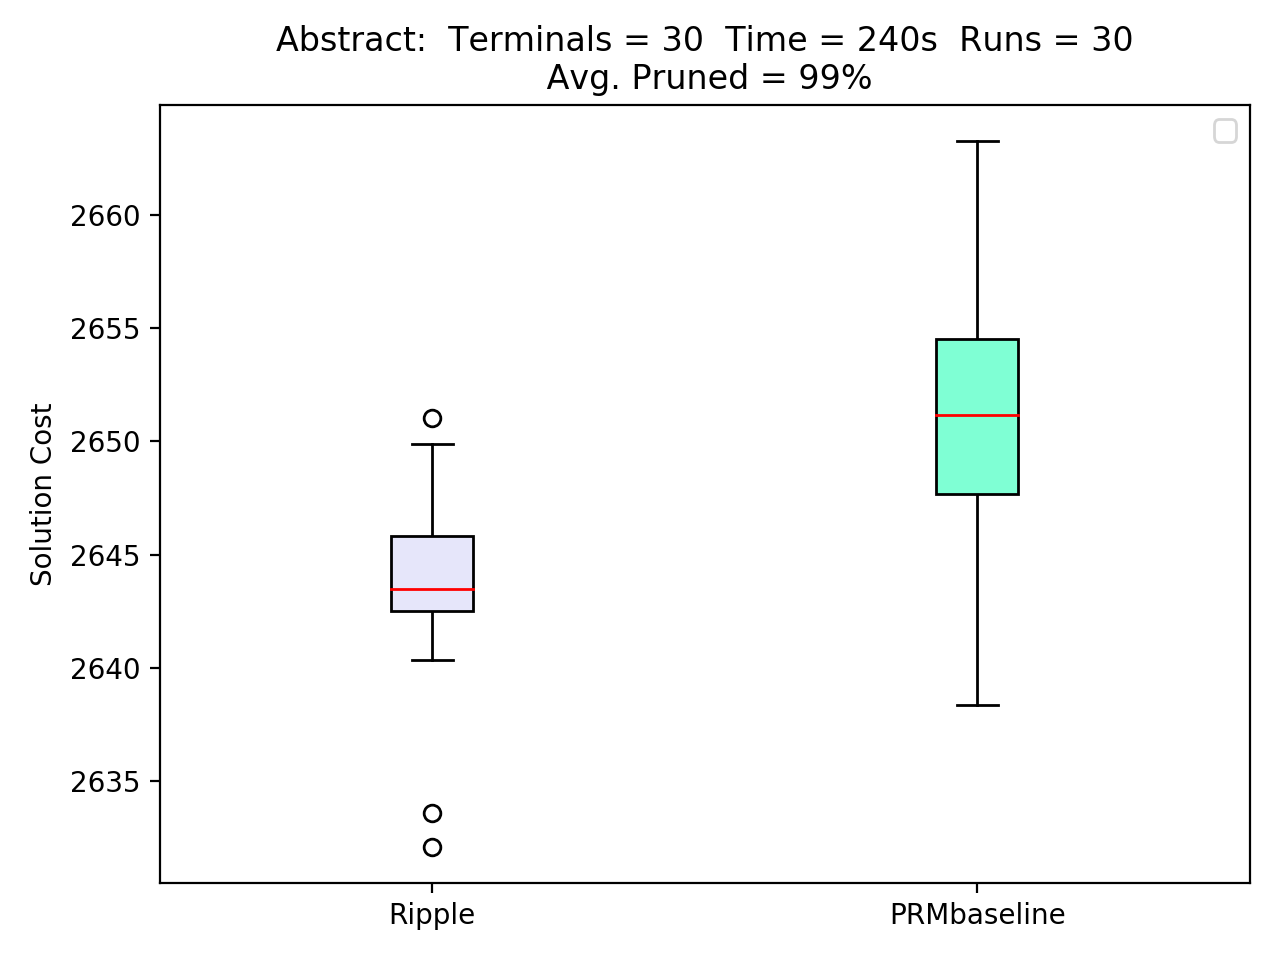 Abstract:  Terminals = 30  Time = 240s  Runs = 30
Avg. Pruned = 99%
Solution Cost
2660
2655
2650
2645
2640
2635
Ripple
PRMbaseline